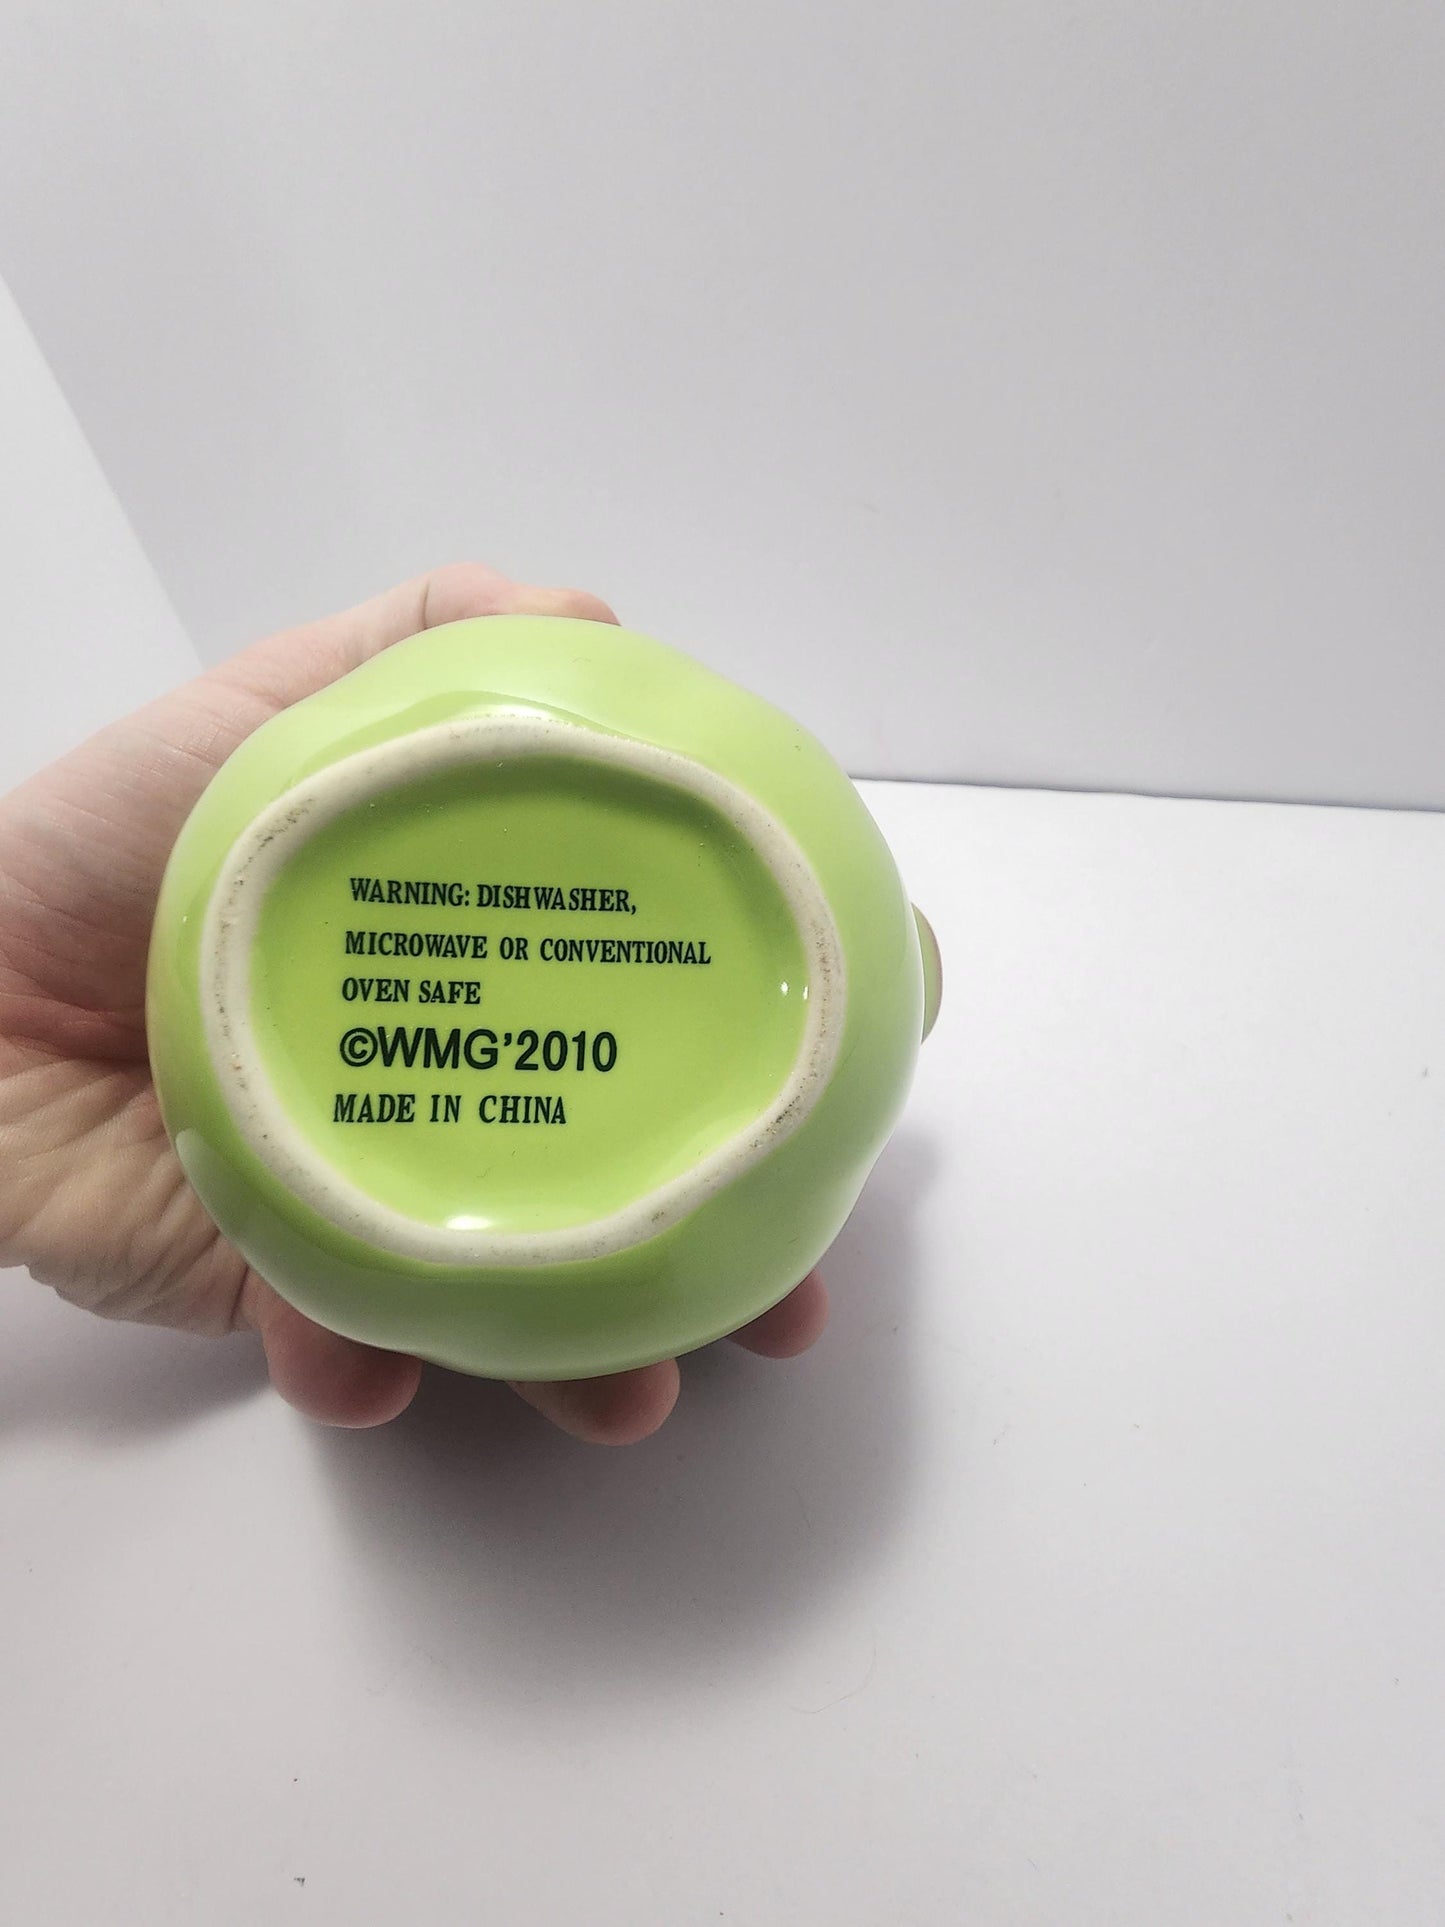 WARNING: DISHWASHER,
MICROWAVE OR CONVENTIONAL
OVEN SAFE
©WMG'2010
MADE IN CHINA